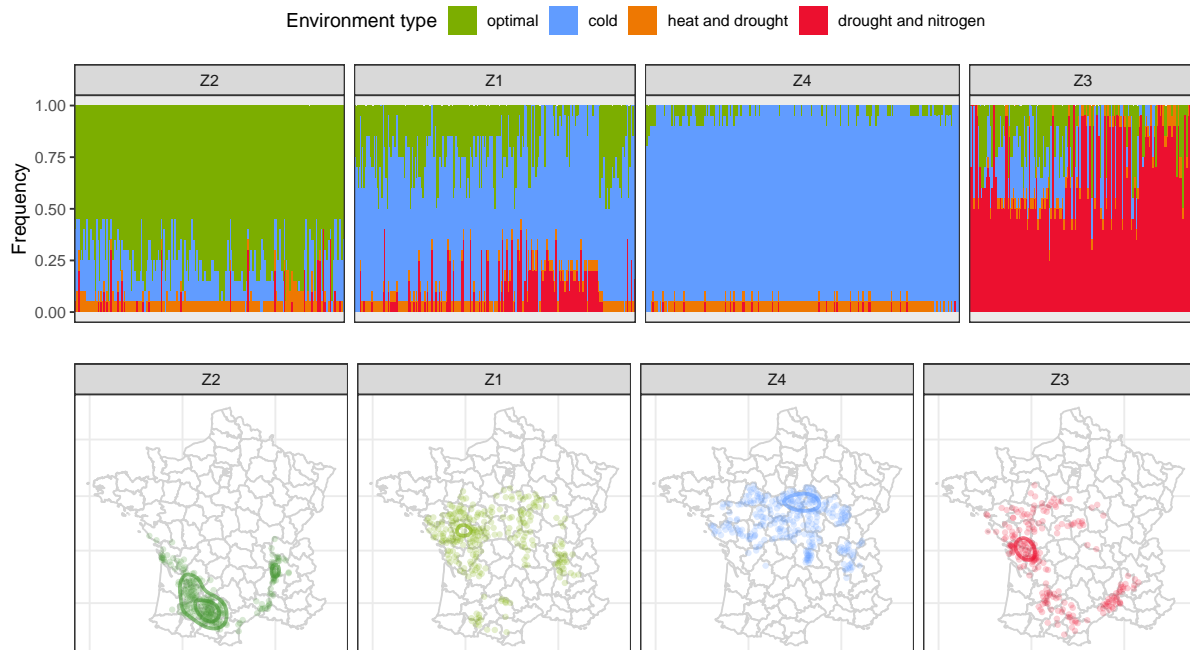 Environment type optimal cold heat and drought drought and nitrogen
Z2 Z1 Z4 Z3
1.00
0.75
0.50
0.25
0.00
Frequency
Z2 Z1 Z4 Z3